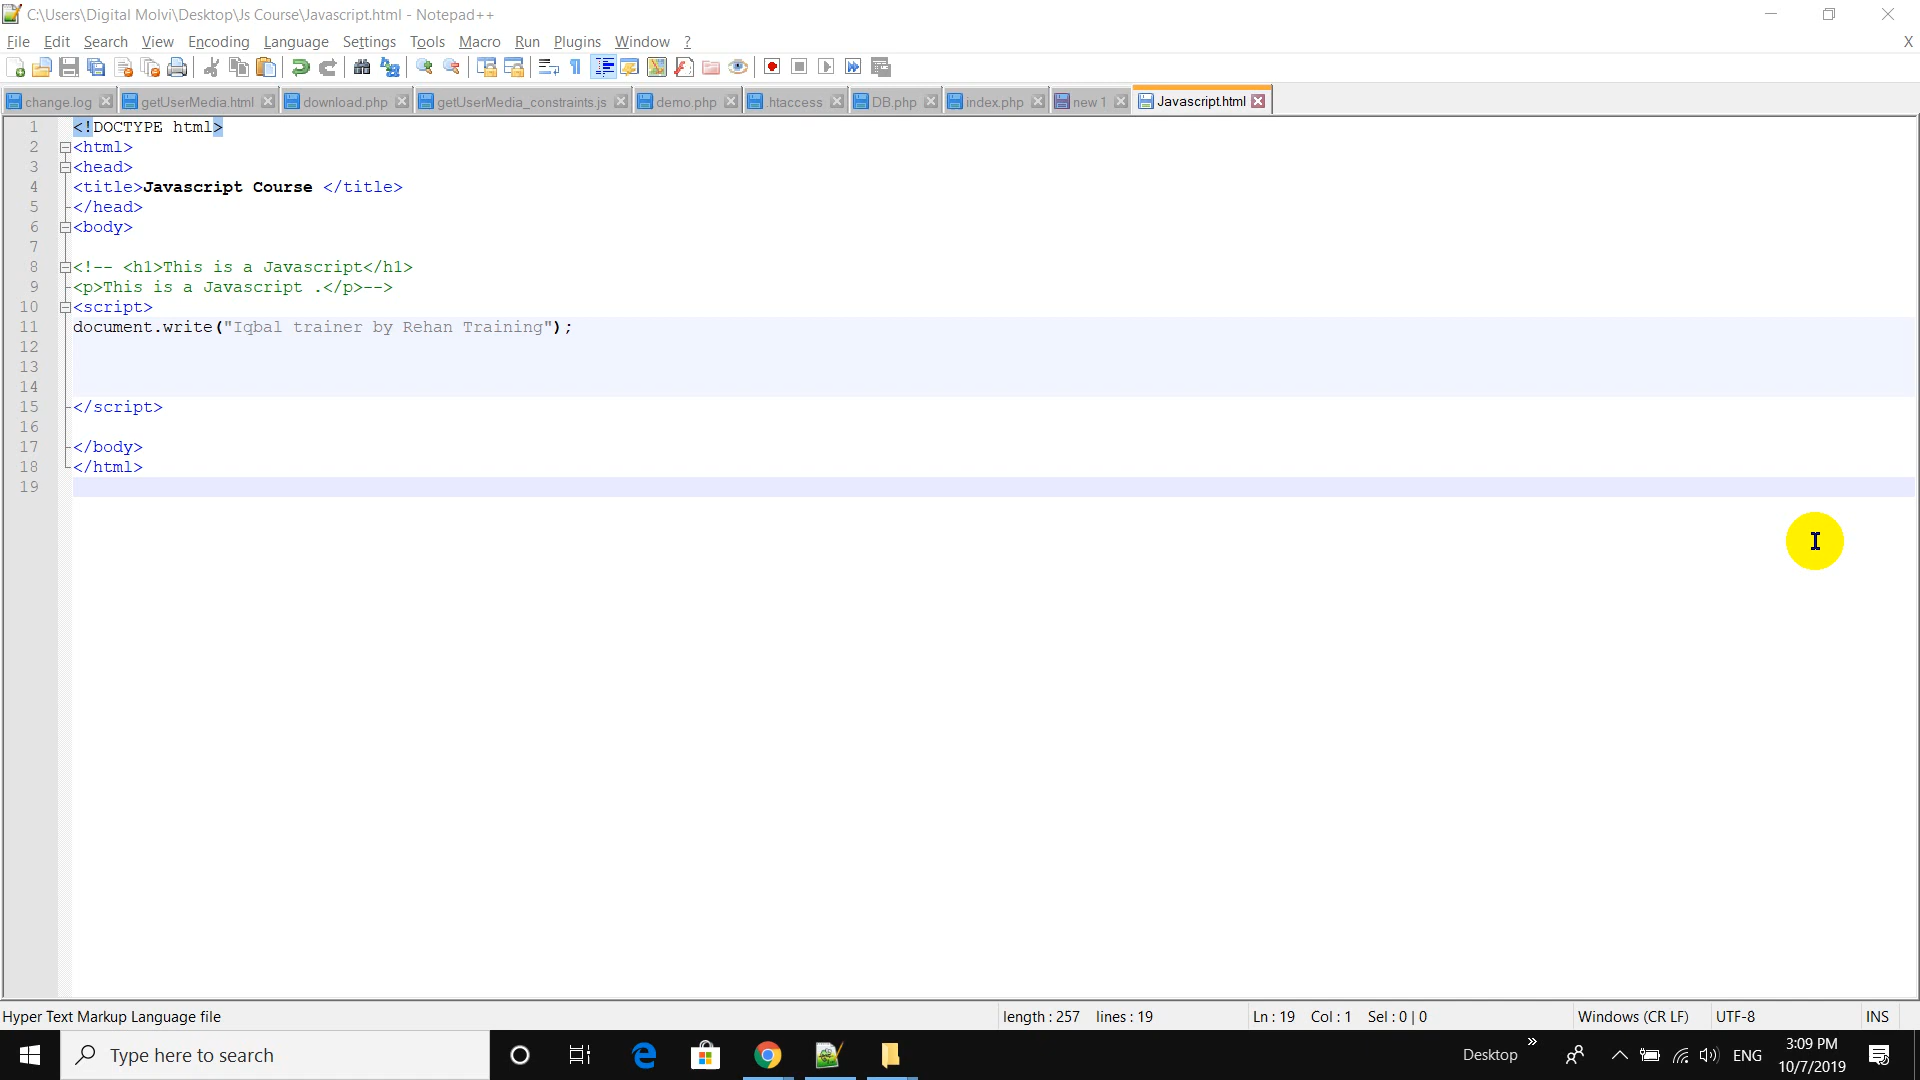 C:\Users\Digital Molvi\Desktop\Js Course\Javascript.html - Notepad++
File Edit Search View Encoding Language Settings Tools Macro Run Plugins Window ? X
change.log getUserMedia.html download.php getUserMedia_constraints.js demo.php .htaccess DB.php index.php new 1 Javascript.html
1 <!DOCTYPE html>
2 <html>
3 <head>
4 <title>Javascript Course </title>
5 </head>
6 <body>
7
8 <!-- <h1>This is a Javascript</h1>
9 <p>This is a Javascript .</p>-->
10 <script>
11 document.write("Iqbal trainer by Rehan Training");
12
13
14
15 </script>
16
17 </body>
18 </html>
19
Hyper Text Markup Language file length : 257 lines : 19 Ln : 19 Col : 1 Sel : 0 | 0 Windows (CR LF) UTF-8 INS
Type here to search Desktop » ENG 3:09 PM
10/7/2019